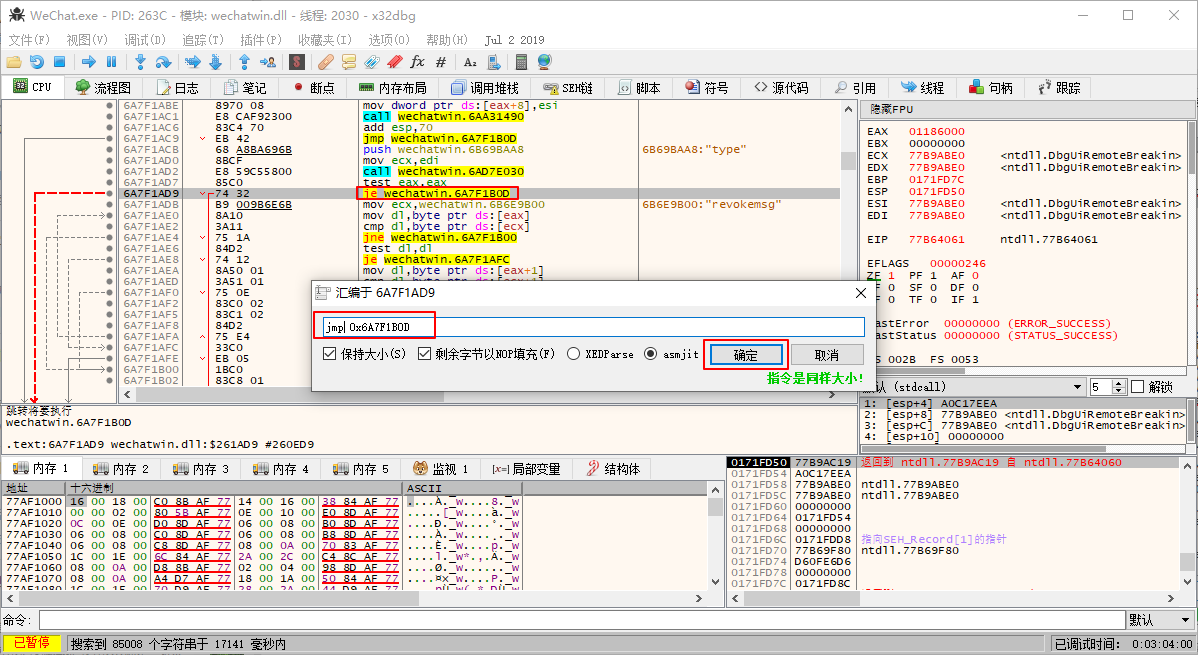 WeChat.exe - PID: 263C - 模块: wechatwin.dll - 线程: 2030 - x32dbg
文件(F) 视图(V) 调试(D) 追踪(T) 插件(P) 收藏夹(I) 选项(O) 帮助(H) Jul 2 2019
CPU 流程图 日志 笔记 断点 内存布局 调用堆栈 SEH链 脚本 符号 源代码 引用 线程 句柄 跟踪
6A7F1ABE 8970 08 mov dword ptr ds:[eax+8],esi
6A7F1AC1 E8 CAF92300 call wechatwin.6AA31490
6A7F1AC6 83C4 70 add esp,70
6A7F1AC9 EB 42 jmp wechatwin.6A7F1B0D
6A7F1ACB 68 A8BA696B push wechatwin.6B69BAA8 6B69BAA8:"type"
6A7F1AD0 8BCF mov ecx,edi
6A7F1AD2 E8 59C55800 call wechatwin.6AD7E030
6A7F1AD7 85C0 test eax,eax
6A7F1AD9 74 32 je wechatwin.6A7F1B0D
6A7F1ADB B9 009B6E6B mov ecx,wechatwin.6B6E9B00 6B6E9B00:"revokemsg"
6A7F1AE0 8A10 mov dl,byte ptr ds:[eax]
6A7F1AE2 3A11 cmp dl,byte ptr ds:[ecx]
6A7F1AE4 75 1A jne wechatwin.6A7F1B00
6A7F1AE6 84D2 test dl,dl
6A7F1AE8 74 12 je wechatwin.6A7F1AFC
6A7F1AEA 8A50 01 mov dl,byte ptr ds:[eax+1]
6A7F1AED 3A51 01
6A7F1AF0 75 0E
6A7F1AF2 83C0 02
6A7F1AF5 83C1 02
6A7F1AF8 84D2
6A7F1AFA 75 E4
6A7F1AFC 33C0
6A7F1AFE EB 05
6A7F1B00 1BC0
6A7F1B02 83C8 01
隐藏FPU
EAX 01186000
EBX 00000000
ECX 77B9ABE0 <ntdll.DbgUiRemoteBreakin>
EDX 77B9ABE0 <ntdll.DbgUiRemoteBreakin>
EBP 0171FD7C
ESP 0171FD50
ESI 77B9ABE0 <ntdll.DbgUiRemoteBreakin>
EDI 77B9ABE0 <ntdll.DbgUiRemoteBreakin>
EIP 77B64061 ntdll.77B64061
EFLAGS 00000246
ZF 1 PF 1 AF 0
F 0 SF 0 DF 0
F 0 TF 0 IF 1
astError 00000000 (ERROR_SUCCESS)
astStatus 00000000 (STATUS_SUCCESS)
S 002B FS 0053
汇编于 6A7F1AD9
jmp 0x6A7F1B0D
保持大小(S) 剩余字节以NOP填充(F) XEDParse asmjit 确定 取消
指令是同样大小!
认 (stdcall) 5 解锁
1: [esp+4] A0C17EEA
2: [esp+8] 77B9ABE0 <ntdll.DbgUiRemoteBreakin>
3: [esp+C] 77B9ABE0 <ntdll.DbgUiRemoteBreakin>
4: [esp+10] 00000000
跳转将要执行
wechatwin.6A7F1B0D
.text:6A7F1AD9 wechatwin.dll:$261AD9 #260ED9
内存 1 内存 2 内存 3 内存 4 内存 5 监视 1 [x=] 局部变量 结构体
地址 十六进制 ASCII
77AF1000 16 00 18 00 C0 8B AF 77 14 00 16 00 38 84 AF 77
77AF1010 00 00 02 00 80 5B AF 77 0E 00 10 00 E0 8D AF 77
77AF1020 0C 00 0E 00 D0 8D AF 77 06 00 08 00 B0 8D AF 77
77AF1030 06 00 08 00 C0 8D AF 77 06 00 08 00 B8 8D AF 77
77AF1040 06 00 08 00 C8 8D AF 77 08 00 0A 00 70 83 AF 77
77AF1050 1C 00 1E 00 6C 84 AF 77 2A 00 2C 00 C4 8C AF 77
77AF1060 08 00 0A 00 D8 8B AF 77 02 00 04 00 98 8D AF 77
77AF1070 08 00 0A 00 A4 D7 AF 77 18 00 1A 00 50 84 AF 77
0171FD50 77B9AC19 返回到 ntdll.77B9AC19 自 ntdll.77B64060
0171FD54 A0C17EEA
0171FD58 77B9ABE0 ntdll.77B9ABE0
0171FD5C 77B9ABE0 ntdll.77B9ABE0
0171FD60 00000000
0171FD64 0171FD54
0171FD68 00000000
0171FD6C 0171FDD8 指向SEH_Record[1]的指针
0171FD70 77B69F80 ntdll.77B69F80
0171FD74 D60FE6D6
0171FD78 00000000
0171FD7C 0171FD8C
命令: 默认
已暂停 搜索到 85008 个字符串于 17141 毫秒内 已调试时间: 0:03:04:00